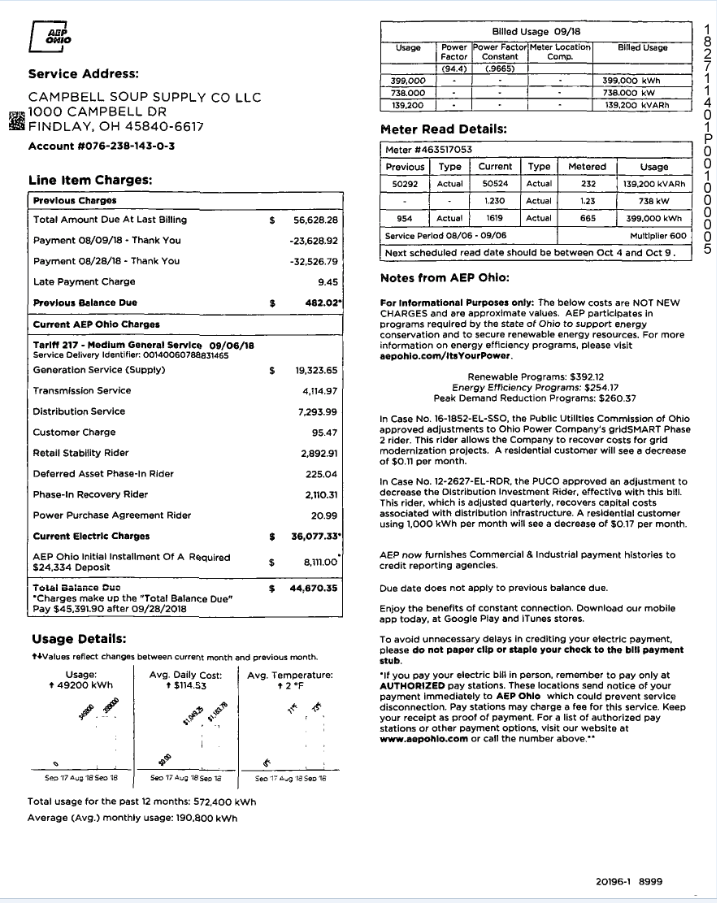 AEP
OHIO
Service Address:
CAMPBELL SOUP SUPPLY CO LLC
1000 CAMPBELL DR
FINDLAY, OH 45840-6617
Account #076-238-143-0-3
Line Item Charges:
Previous Charges
Total Amount Due At Last Billing $ 56,628.28
Payment 08/09/18 - Thank You -23,628.92
Payment 08/28/18 - Thank You -32,526.79
Late Payment Charge 9.45
Previous Balance Due $ 482.02*
Current AEP Ohio Charges
Tariff 217 - Medium General Service 09/06/18
Service Delivery Identifier: 00140060788831465
Generation Service (Supply) $ 19,323.65
Transmission Service 4,114.97
Distribution Service 7,293.99
Customer Charge 95.47
Retail Stability Rider 2,892.91
Deferred Asset Phase-In Rider 225.04
Phase-In Recovery Rider 2,110.31
Power Purchase Agreement Rider 20.99
Current Electric Charges $ 36,077.33*
AEP Ohio Initial Installment Of A Required
$24,334 Deposit $ 8,111.00*
Total Balance Due $ 44,670.35
*Charges make up the "Total Balance Due"
Pay $45,391.90 after 09/28/2018
Usage Details:
↑↓Values reflect changes between current month and previous month.
Usage:
↑ 49200 kWh
0
349800
399000
Sep 17 Aug 18 Sep 18
Avg. Daily Cost:
↑ $114.53
$0.00
$1,049.25
$1,163.78
Sep 17 Aug 18 Sep 18
Avg. Temperature:
↑ 2 °F
0°F
71°F
73°F
Sep 17 Aug 18 Sep 18
Total usage for the past 12 months: 572,400 kWh
Average (Avg.) monthly usage: 190,800 kWh
Billed Usage 09/18
Usage Power Factor Power Factor Constant Meter Location Comp. Billed Usage
(94.4) (.9665)
399,000 - - - 399,000 kWh
738.000 - - - 738.000 kW
139,200 - - - 139,200 kVARh
Meter Read Details:
Meter #463517053
Previous Type Current Type Metered Usage
50292 Actual 50524 Actual 232 139,200 kVARh
- - 1.230 Actual 1.23 738 kW
954 Actual 1619 Actual 665 399,000 kWh
Service Period 08/06 - 09/06 Multiplier 600
Next scheduled read date should be between Oct 4 and Oct 9 .
Notes from AEP Ohio:
For Informational Purposes only: The below costs are NOT NEW
CHARGES and are approximate values. AEP participates in
programs required by the state of Ohio to support energy
conservation and to secure renewable energy resources. For more
information on energy efficiency programs, please visit
aepohio.com/ItsYourPower.
Renewable Programs: $392.12
Energy Efficiency Programs: $254.17
Peak Demand Reduction Programs: $260.37
In Case No. 16-1852-EL-SSO, the Public Utilities Commission of Ohio
approved adjustments to Ohio Power Company's gridSMART Phase
2 rider. This rider allows the Company to recover costs for grid
modernization projects. A residential customer will see a decrease
of $0.11 per month.
In Case No. 12-2627-EL-RDR, the PUCO approved an adjustment to
decrease the Distribution Investment Rider, effective with this bill.
This rider, which is adjusted quarterly, recovers capital costs
associated with distribution infrastructure. A residential customer
using 1,000 kWh per month will see a decrease of $0.17 per month.
AEP now furnishes Commercial & Industrial payment histories to
credit reporting agencies.
Due date does not apply to previous balance due.
Enjoy the benefits of constant connection. Download our mobile
app today, at Google Play and iTunes stores.
To avoid unnecessary delays in crediting your electric payment,
please do not paper clip or staple your check to the bill payment
stub.
"If you pay your electric bill in person, remember to pay only at
AUTHORIZED pay stations. These locations send notice of your
payment immediately to AEP Ohio which could prevent service
disconnection. Pay stations may charge a fee for this service. Keep
your receipt as proof of payment. For a list of authorized pay
stations or other payment options, visit our website at
www.aepohio.com or call the number above.""
182711401P00100000005
20196-1 8999